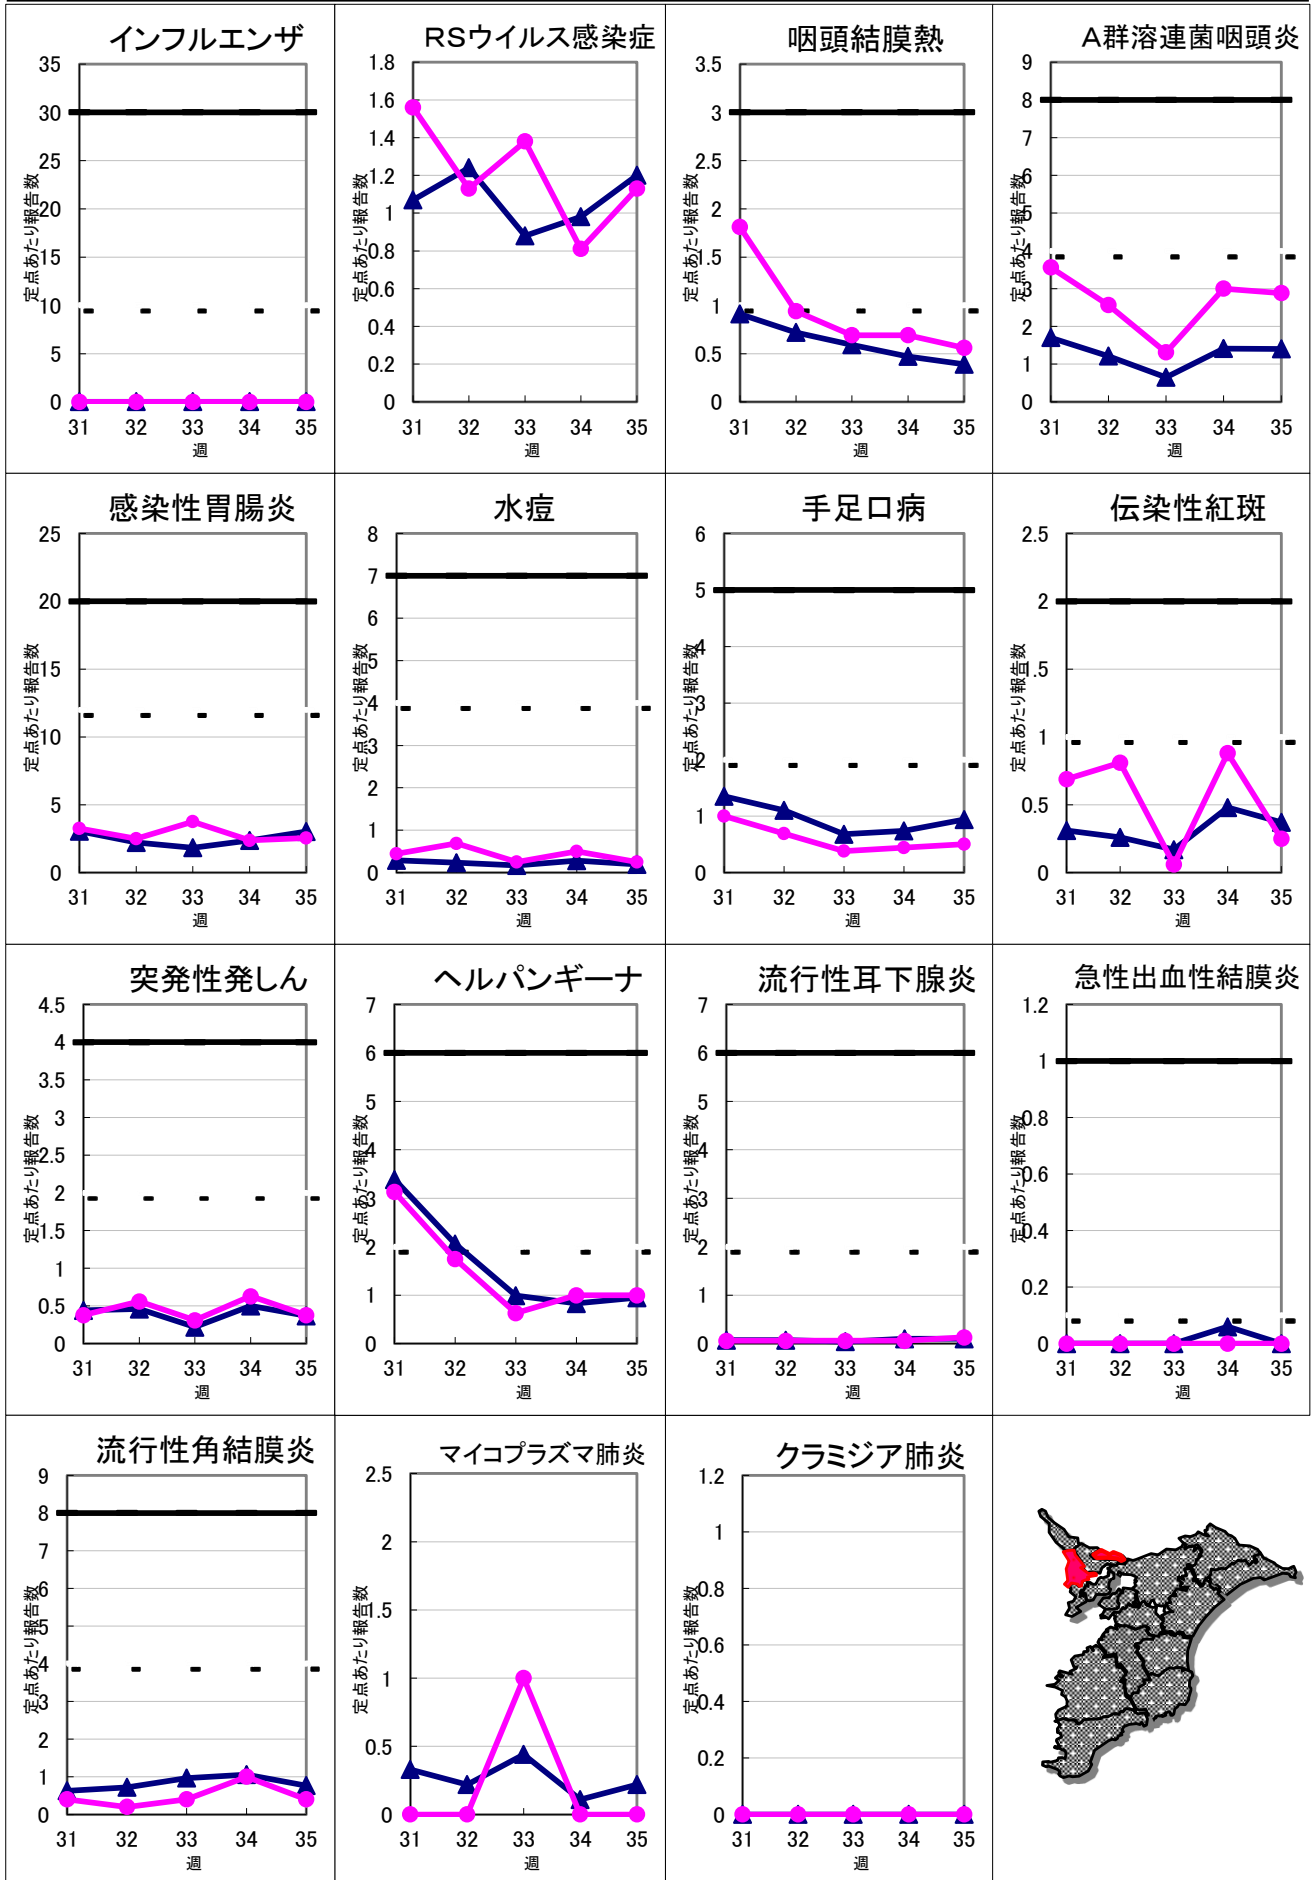 インフルエンザ
35
30
25
20
15
10
5
0
定点あたり報告数
31 32 33 34 35
週
RSウイルス感染症
1.8
1.6
1.4
1.2
1
0.8
0.6
0.4
0.2
0
定点あたり報告数
31 32 33 34 35
週
咽頭結膜熱
3.5
3
2.5
2
1.5
1
0.5
0
定点あたり報告数
31 32 33 34 35
週
A群溶連菌咽頭炎
9
8
7
6
5
4
3
2
1
0
定点あたり報告数
31 32 33 34 35
週
感染性胃腸炎
25
20
15
10
5
0
定点あたり報告数
31 32 33 34 35
週
水痘
8
7
6
5
4
3
2
1
0
定点あたり報告数
31 32 33 34 35
週
手足口病
6
5
4
3
2
1
0
定点あたり報告数
31 32 33 34 35
週
伝染性紅斑
2.5
2
1.5
1
0.5
0
定点あたり報告数
31 32 33 34 35
週
突発性発しん
4.5
4
3.5
3
2.5
2
1.5
1
0.5
0
定点あたり報告数
31 32 33 34 35
週
ヘルパンギーナ
7
6
5
4
3
2
1
0
定点あたり報告数
31 32 33 34 35
週
流行性耳下腺炎
7
6
5
4
3
2
1
0
定点あたり報告数
31 32 33 34 35
週
急性出血性結膜炎
1.2
1
0.8
0.6
0.4
0.2
0
定点あたり報告数
31 32 33 34 35
週
流行性角結膜炎
9
8
7
6
5
4
3
2
1
0
定点あたり報告数
31 32 33 34 35
週
マイコプラズマ肺炎
2.5
2
1.5
1
0.5
0
定点あたり報告数
31 32 33 34 35
週
クラミジア肺炎
1.2
1
0.8
0.6
0.4
0.2
0
定点あたり報告数
31 32 33 34 35
週